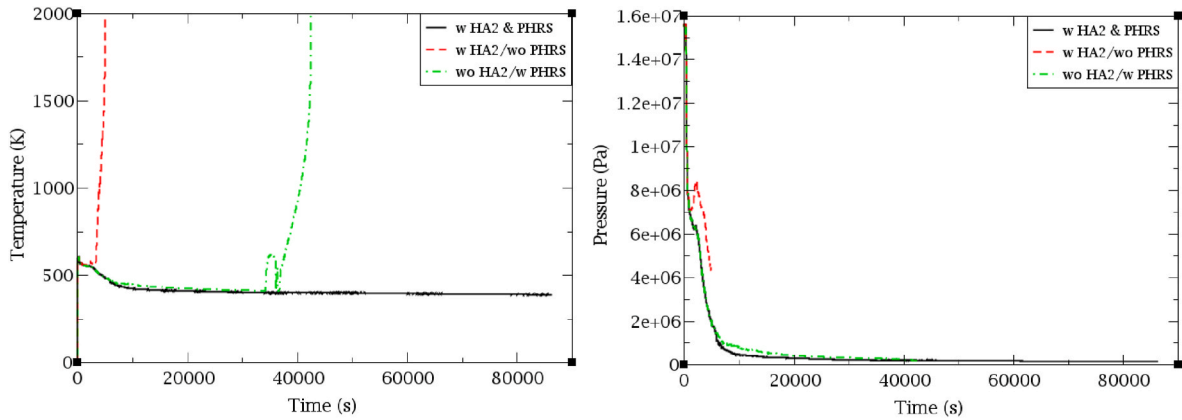 2000
1500
1000
500
0
Temperature (K)
0
20000
40000
60000
80000
Time (s)
w HA2 & PHRS
w HA2/wo PHRS
wo HA2/w PHRS
1.6e+07
1.4e+07
1.2e+07
1e+07
8e+06
6e+06
4e+06
2e+06
0
Pressure (Pa)
0
20000
40000
60000
80000
Time (s)
w HA2 & PHRS
w HA2/wo PHRS
wo HA2/w PHRS